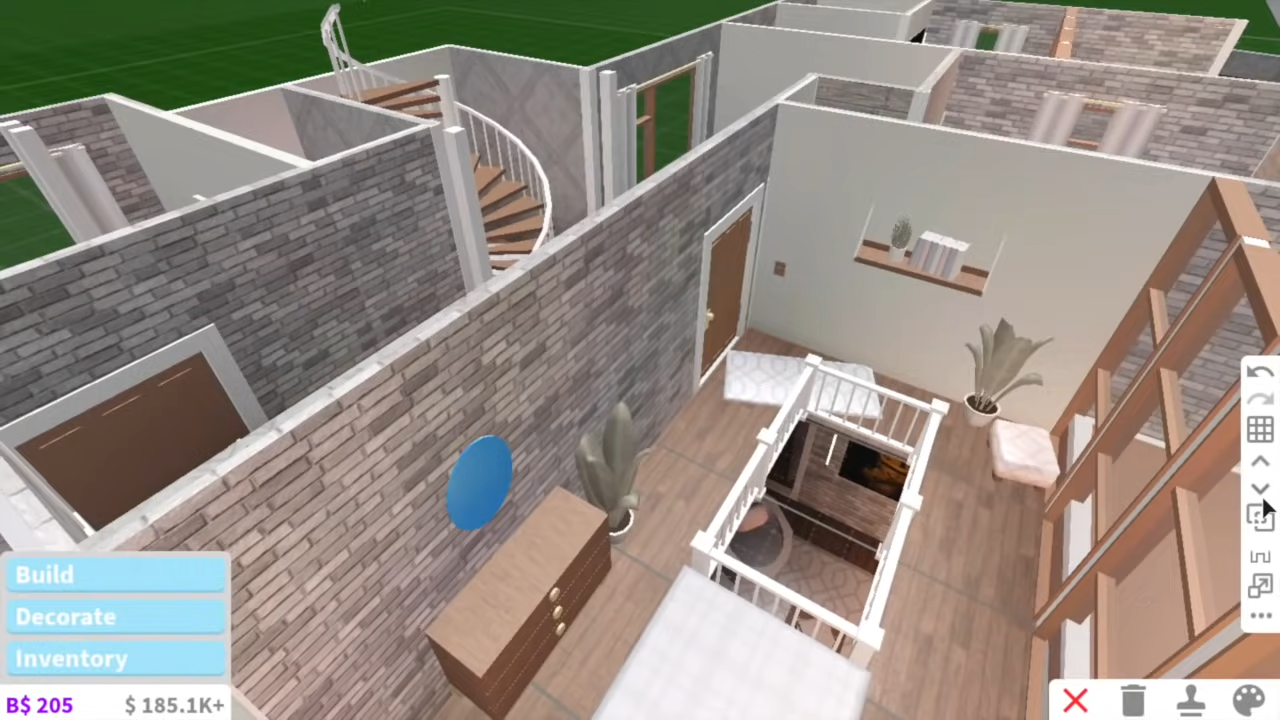 Build
Decorate
Inventory
B$ 205 $ 185.1K+